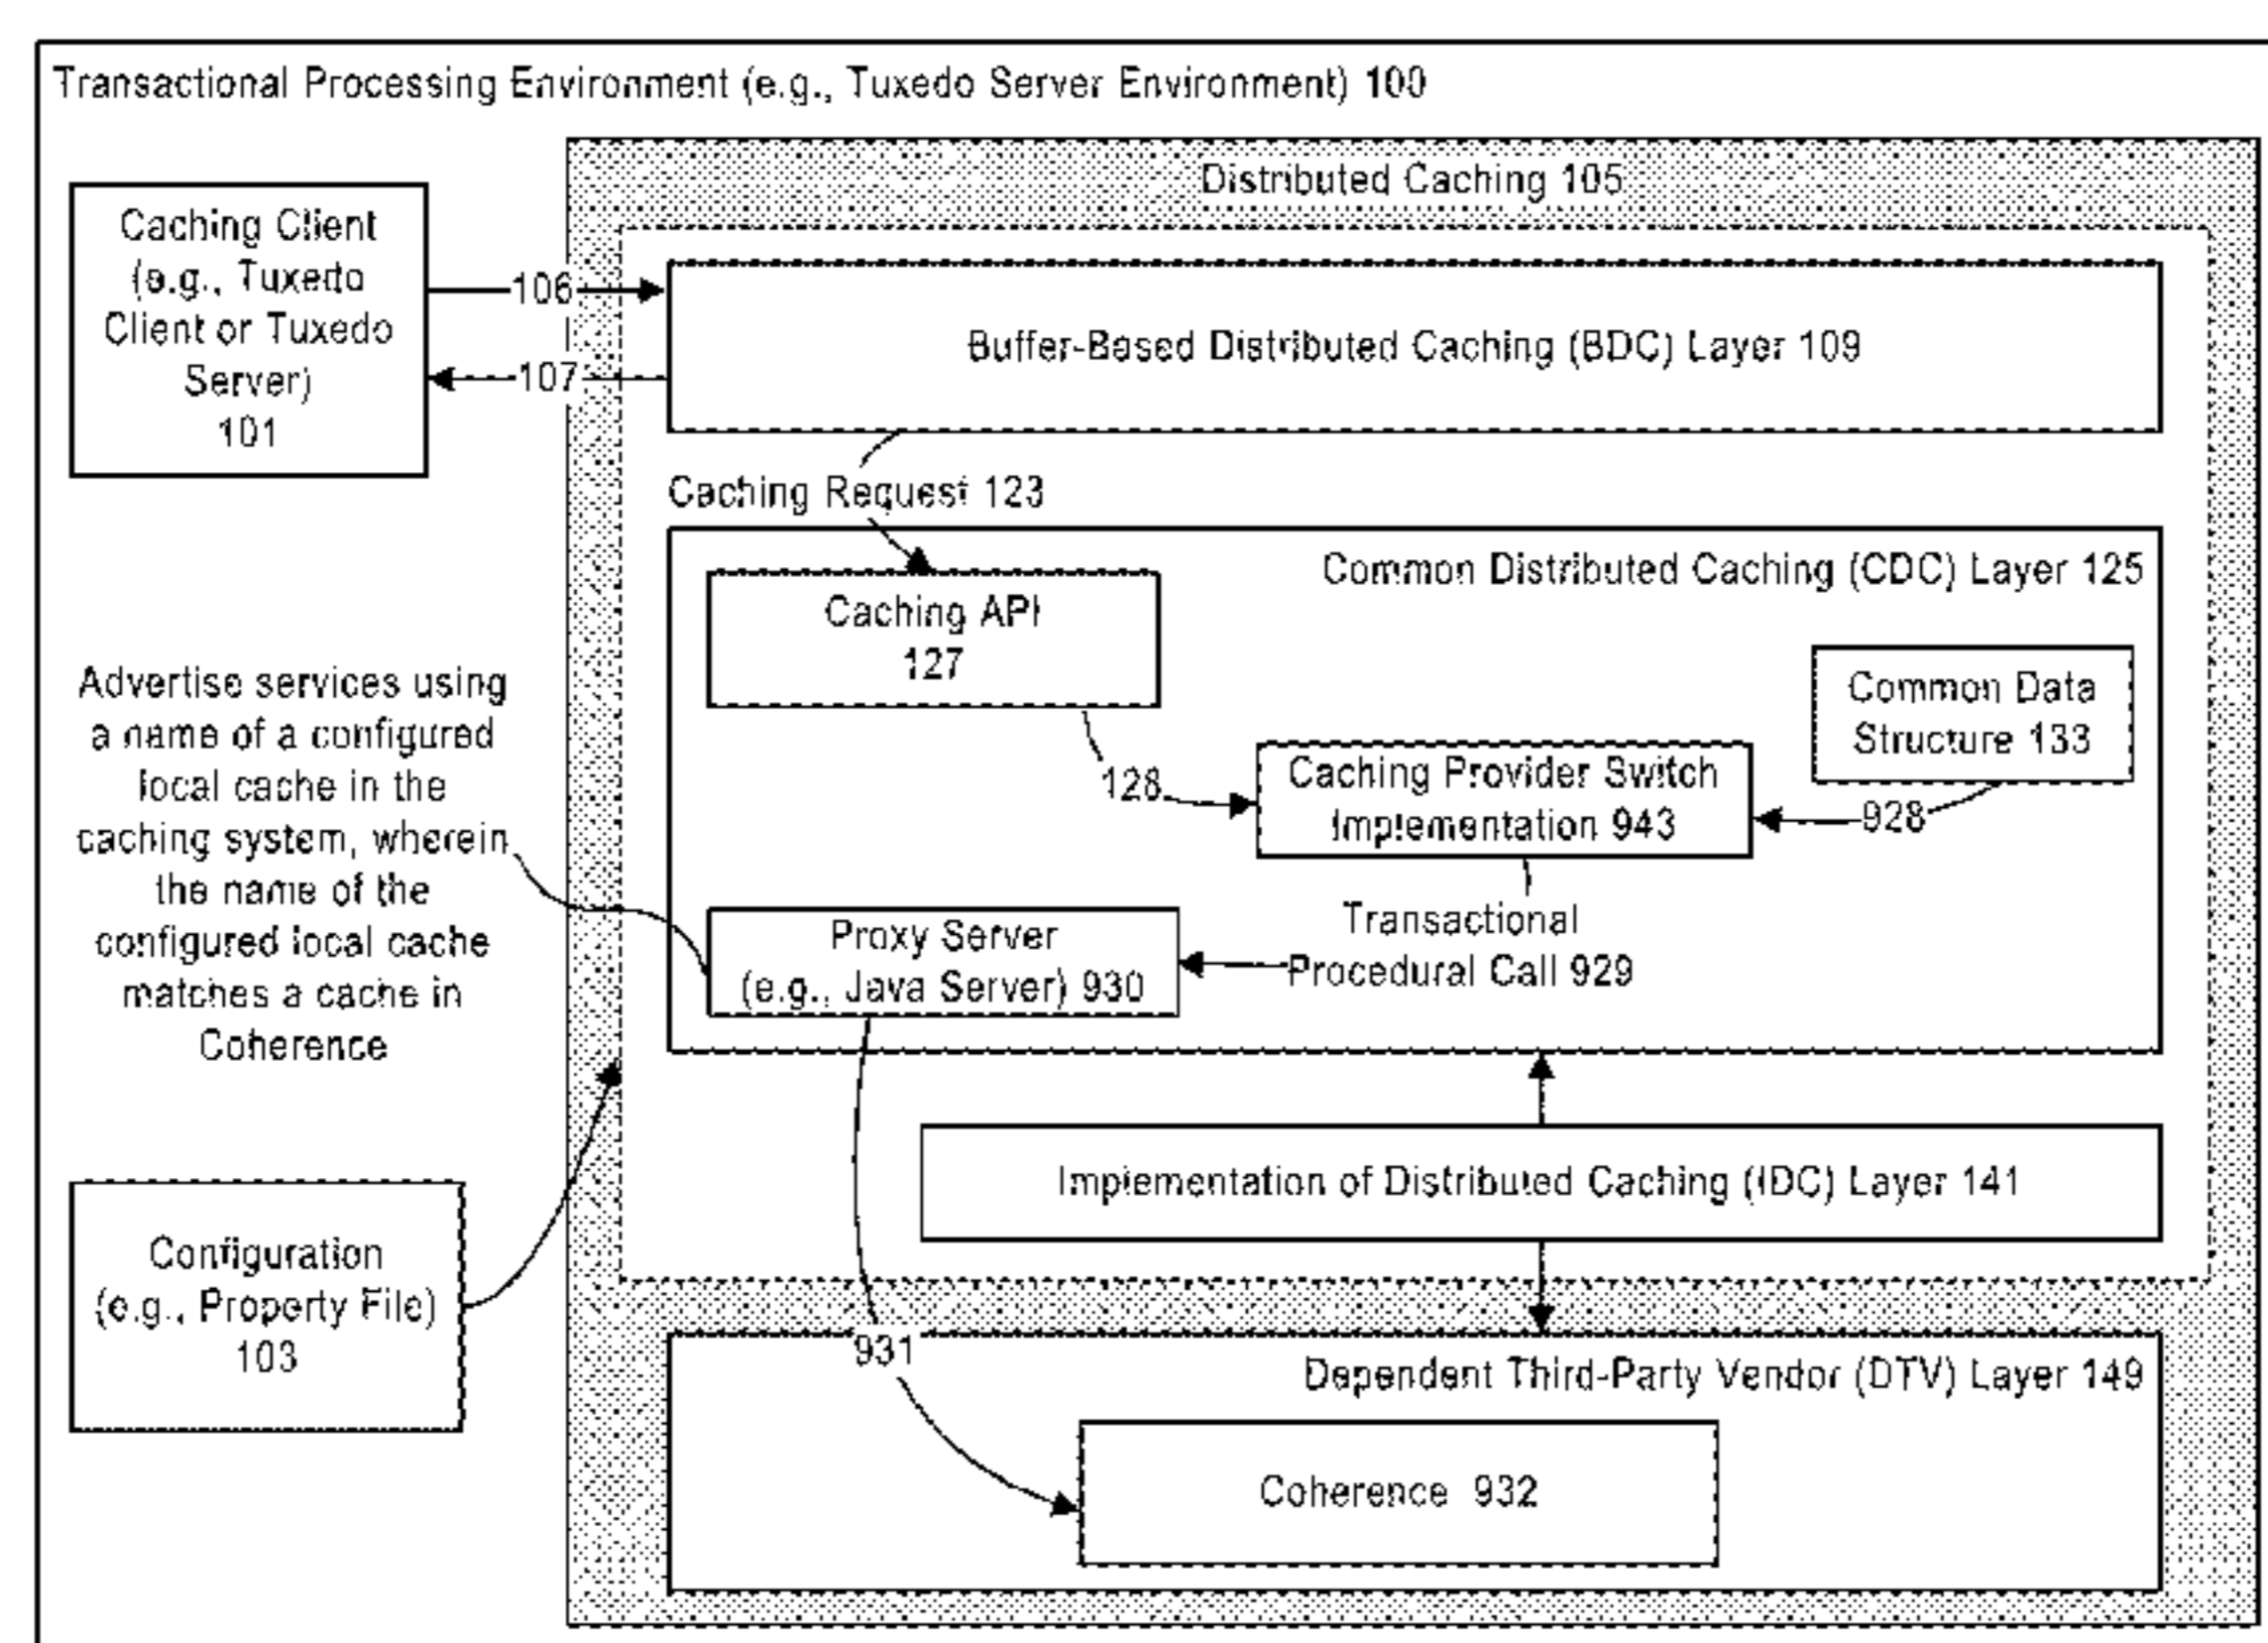 Transactional Processing Environment (e.g., Tuxedo Server Environment) 100
Distributed Caching 105
Caching Client
(e.g., Tuxedo
Client or Tuxedo
Server)
101
106
107
Buffer-Based Distributed Caching (BDC) Layer 109
Caching Request 123
Common Distributed Caching (CDC) Layer 125
Caching API
127
Common Data
Structure 133
128
Caching Provider Switch
Implementation 943
928
Advertise services using
a name of a configured
local cache in the
caching system, wherein
the name of the
configured local cache
matches a cache in
Coherence
Proxy Server
(e.g., Java Server) 930
Transactional
Procedural Call 929
Implementation of Distributed Caching (IDC) Layer 141
Configuration
(e.g., Property File)
103
931
Dependent Third-Party Vendor (DTV) Layer 149
Coherence 932